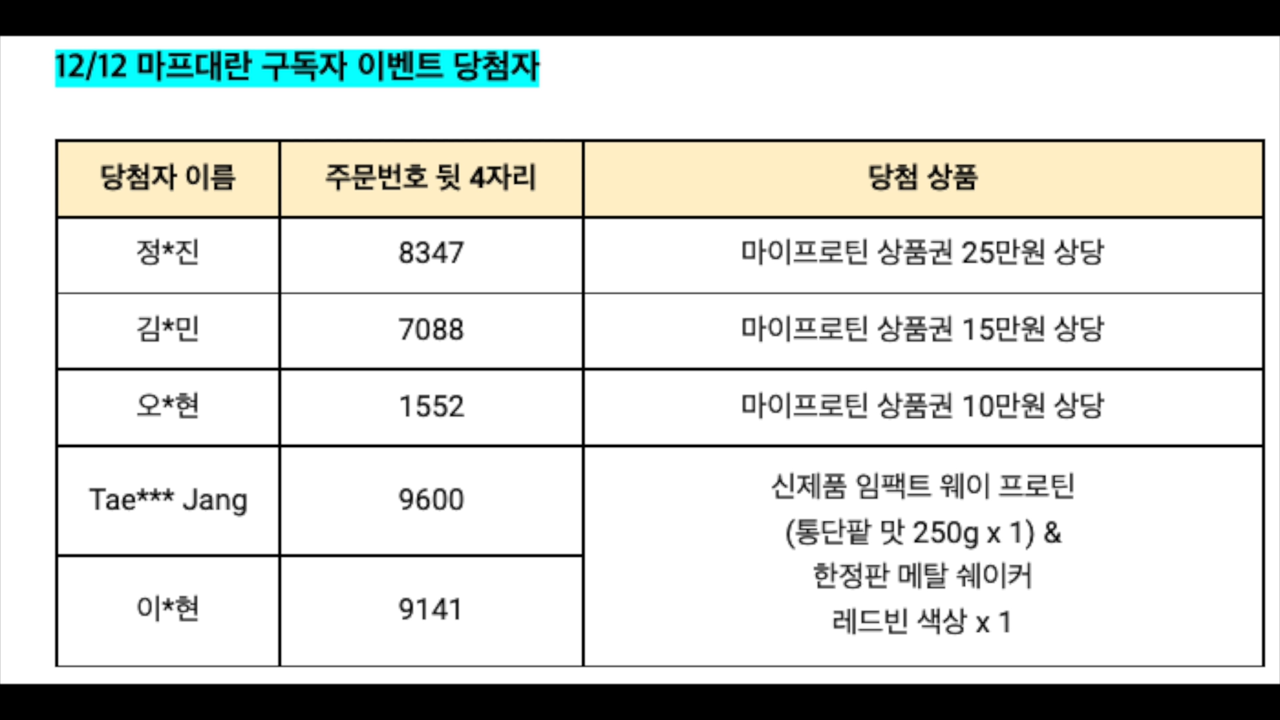 12/12 마프대란 구독자 이벤트 당첨자
당첨자 이름 주문번호 뒷 4자리 당첨 상품
정*진 8347 마이프로틴 상품권 25만원 상당
김*민 7088 마이프로틴 상품권 15만원 상당
오*현 1552 마이프로틴 상품권 10만원 상당
Tae*** Jang 9600
이*현 9141
신제품 임팩트 웨이 프로틴
(통단팥 맛 250g x 1) &
한정판 메탈 쉐이커
레드빈 색상 x 1